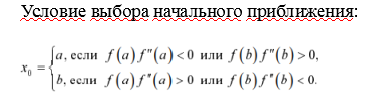 Условие выбора начального приближения:
x₀ = { a, если f(a)f″(a) < 0 или f(b)f″(b) > 0,
b, если f(a)f″(a) > 0 или f(b)f″(b) < 0.